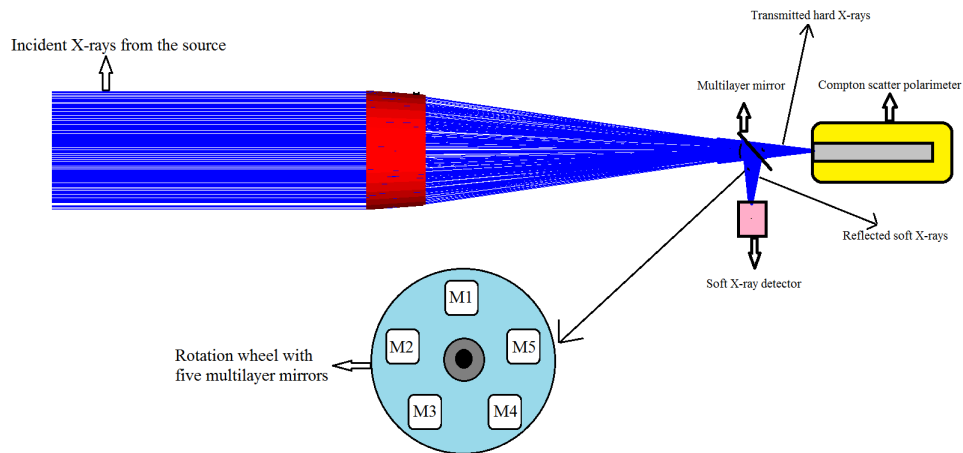 Transmitted hard X-rays
Incident X-rays from the source
Multilayer mirror
Compton scatter polarimeter
Reflected soft X-rays
Soft X-ray detector
M1
M2
M5
Rotation wheel with
five multilayer mirrors
M3
M4